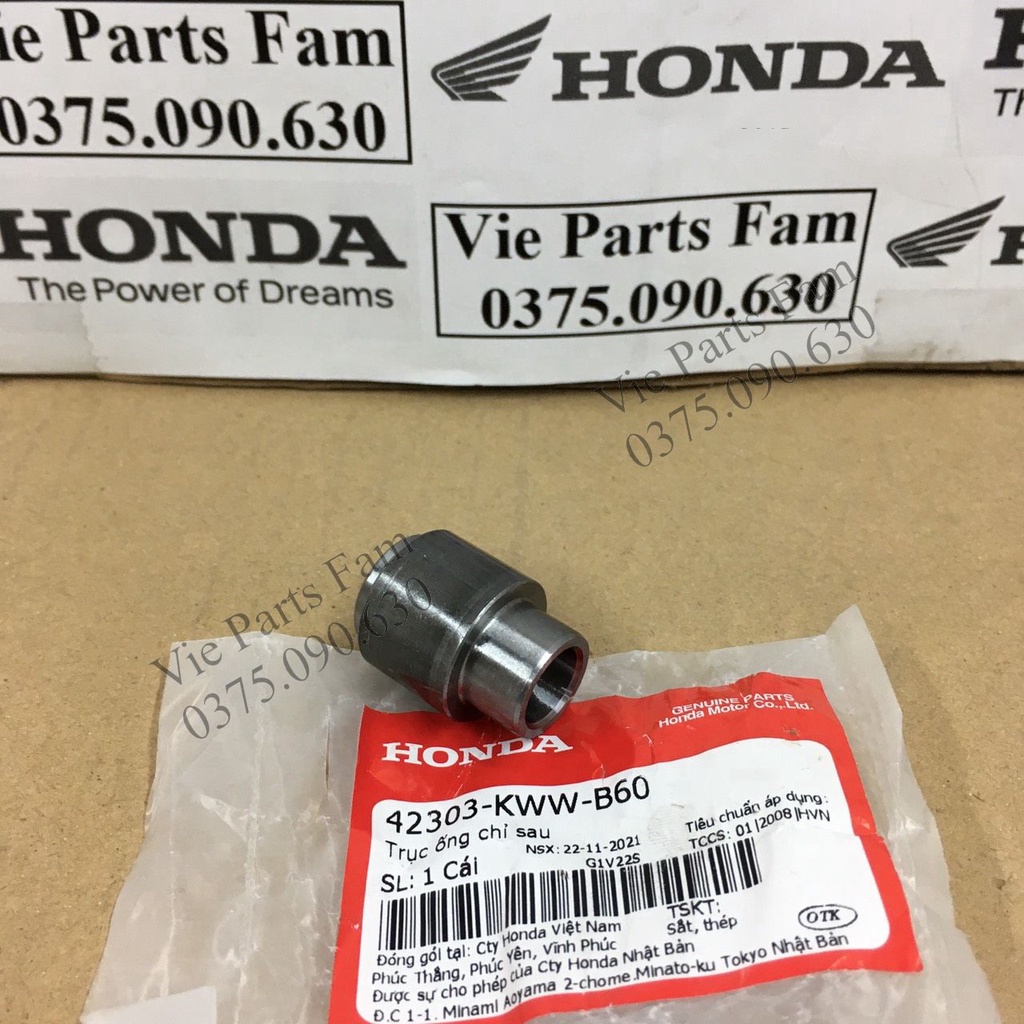 Vie Parts Fam
0375.090.630
HONDA
HONDA
The Power of Dreams
Vie Parts Fam
0375.090.630
Vie Parts Fam
0375.090.630
Vie Parts Fam
0375.090.630
GENUINE PARTS
Honda Motor Co.,Ltd.
HONDA
42303-KWW-B60
Trục ống chỉ sau
NSX: 22-11-2021
G1V22S
Tiêu chuẩn áp dụng:
TCCS: 01|2008|HVN
SL: 1 Cái
TSKT:
Sắt, thép
OTK
Đóng gói tại: Cty Honda Việt Nam
Phúc Thắng, Phúc Yên, Vĩnh Phúc
Được sự cho phép của Cty Honda Nhật Bản
Đ.C 1-1. Minami Aoyama 2-chome.Minato-ku Tokyo Nhật Bản